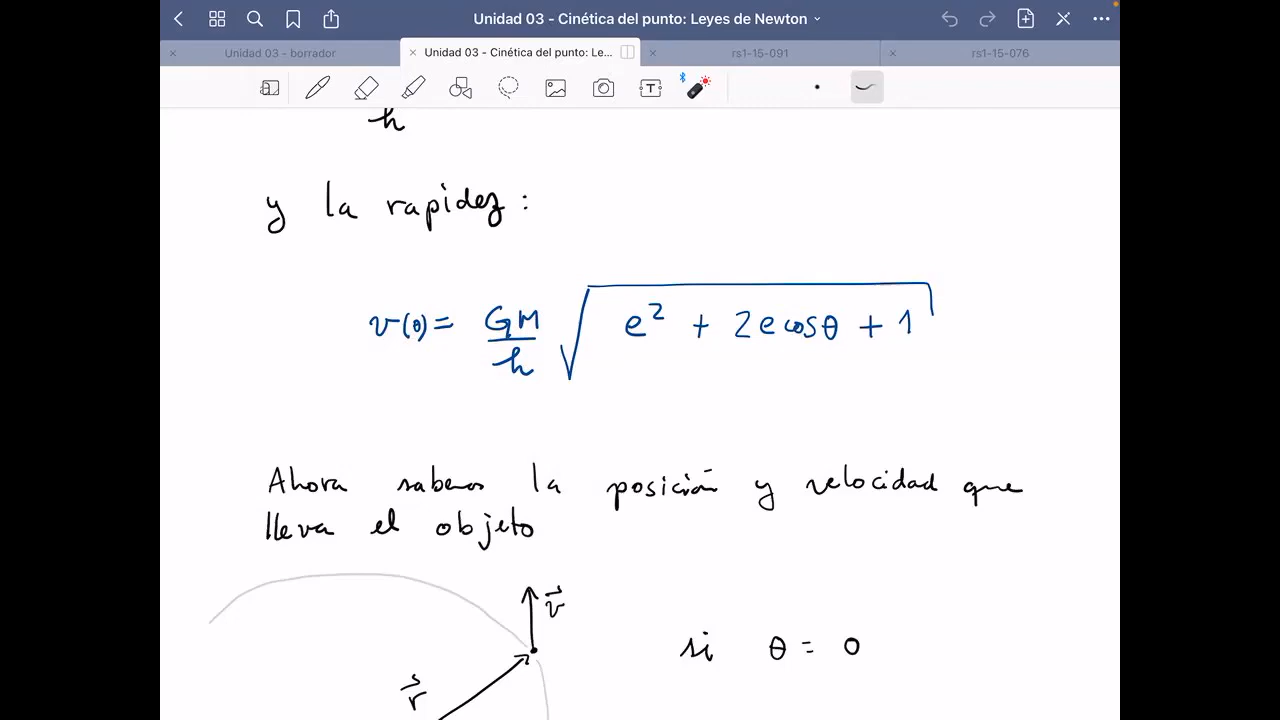 Unidad 03 - Cinética del punto: Leyes de Newton
Unidad 03 - borrador
Unidad 03 - Cinética del punto: Le...
rs1-15-091
rs1-15-076
h
y la rapidez:
v(θ) = GM/h √(e² + 2e cosθ + 1)
Ahora sabemos la posición y velocidad que
lleva el objeto
v⃗
si θ = 0
r⃗